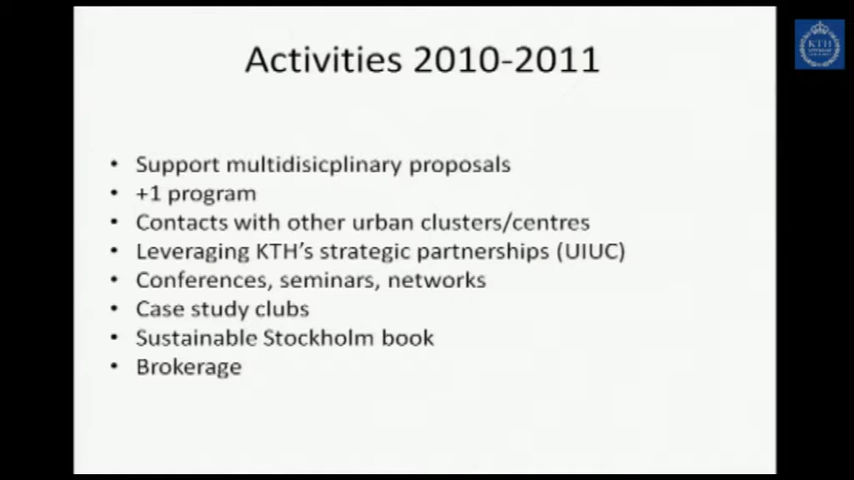 Activities 2010-2011
• Support multidisicplinary proposals
• +1 program
• Contacts with other urban clusters/centres
• Leveraging KTH's strategic partnerships (UIUC)
• Conferences, seminars, networks
• Case study clubs
• Sustainable Stockholm book
• Brokerage
KTH